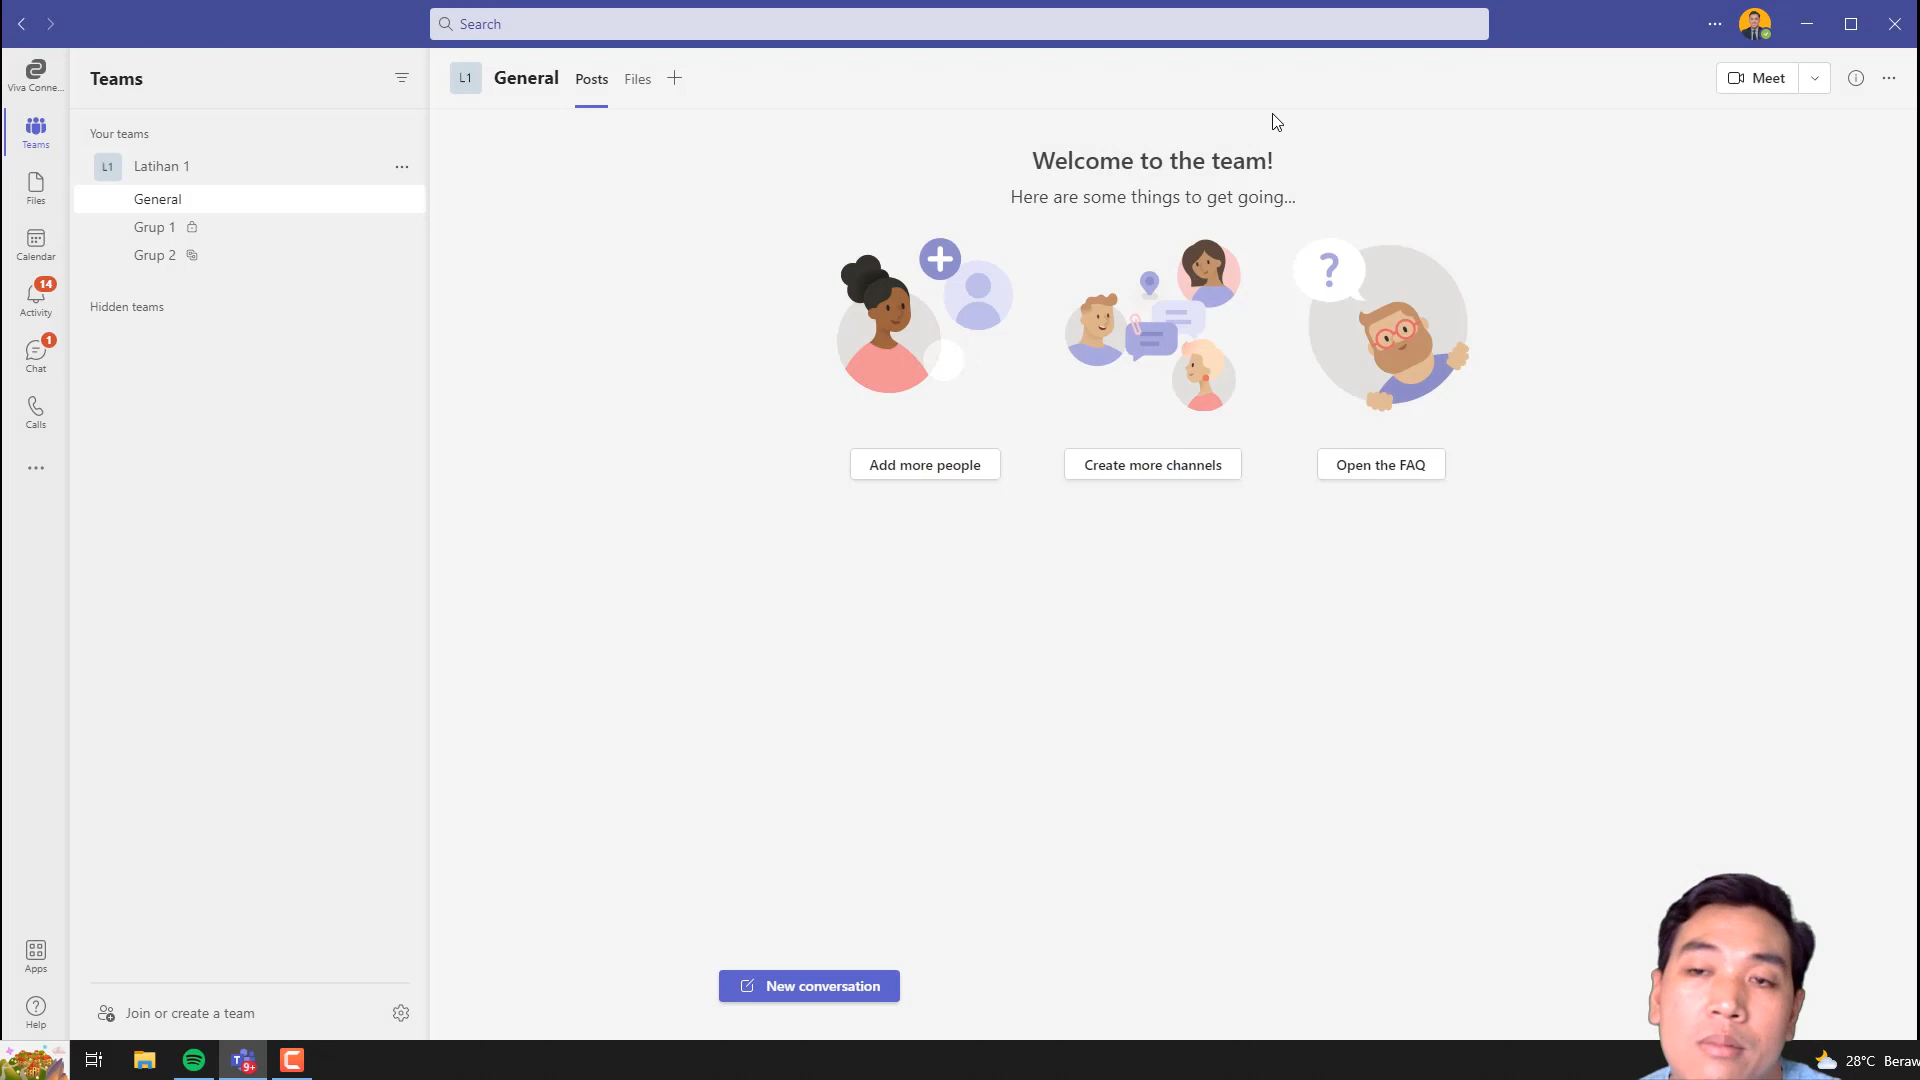 Search
Viva Conne...
Teams
Files
Calendar
14
Activity
1
Chat
Calls
Apps
Help
Teams
Your teams
L1 Latihan 1
General
Grup 1
Grup 2
Hidden teams
Join or create a team
L1 General Posts Files
Meet
Welcome to the team!
Here are some things to get going...
?
Add more people
Create more channels
Open the FAQ
New conversation
T
9+
28°C Beraw